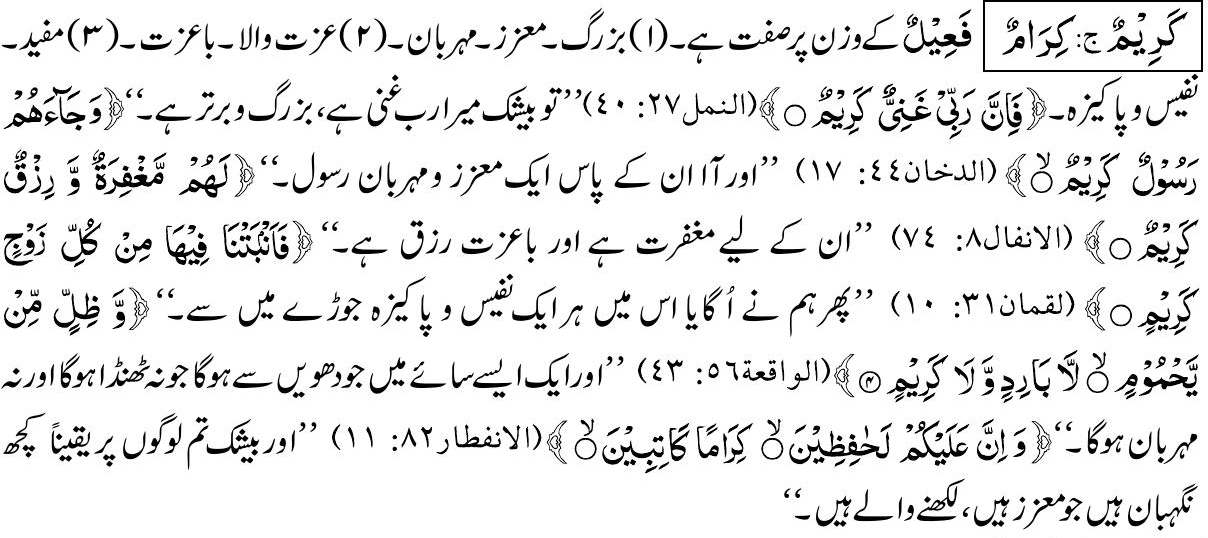 كَرِيْمٌ ج: كِرَامٌ فَعِيْلٌ کے وزن پر صفت ہے۔ (۱) بزرگ۔ معزز۔ مہربان۔ (۲) عزت والا۔ باعزت۔ (۳) مفید۔
نفیس و پاکیزہ۔ ﴿فَاِنَّ رَبِّىْ غَنِىٌّ كَرِيْمٌ ○﴾ (النمل ۲۷: ۴۰) ’’تو بیشک میرا رب غنی ہے، بزرگ و برتر ہے۔‘‘ ﴿وَجَآءَهُمْ
رَسُوْلٌ كَرِيْمٌ ○ۙ﴾ (الدخان ۴۴: ۱۷) ’’اور آ ا ان کے پاس ایک معزز و مہربان رسول۔‘‘ ﴿لَهُمْ مَّغْفِرَةٌ وَّ رِزْقٌ
كَرِيْمٌ ○﴾ (الانفال ۸: ۷۴) ’’ان کے لیے مغفرت ہے اور باعزت رزق ہے۔‘‘ ﴿فَاَنْۢبَتْنَا فِيْهَا مِنْ كُلِّ زَوْجٍ
كَرِيْمٍ ○﴾ (لقمان ۳۱: ۱۰) ’’پھر ہم نے اُگایا اس میں ہر ایک نفیس و پاکیزہ جوڑے میں سے۔‘‘ ﴿وَّ ظِلٍّ مِّنْ
يَّحْمُوْمٍ ○ۙ لَّا بَارِدٍ وَّ لَا كَرِيْمٍ ○﴾ (الواقعة ۵۶: ۴۳) ’’اور ایک ایسے سائے میں جو دھویں سے ہوگا جو نہ ٹھنڈا ہوگا اور نہ
مہربان ہوگا۔‘‘ ﴿وَ اِنَّ عَلَيْكُمْ لَحٰفِظِيْنَ ○ۙ كِرَامًا كَاتِبِيْنَ ○ۙ﴾ (الانفطار ۸۲: ۱۱) ’’اور بیشک تم لوگوں پر یقیناً کچھ
نگہبان ہیں جو معزز ہیں، لکھنے والے ہیں۔‘‘